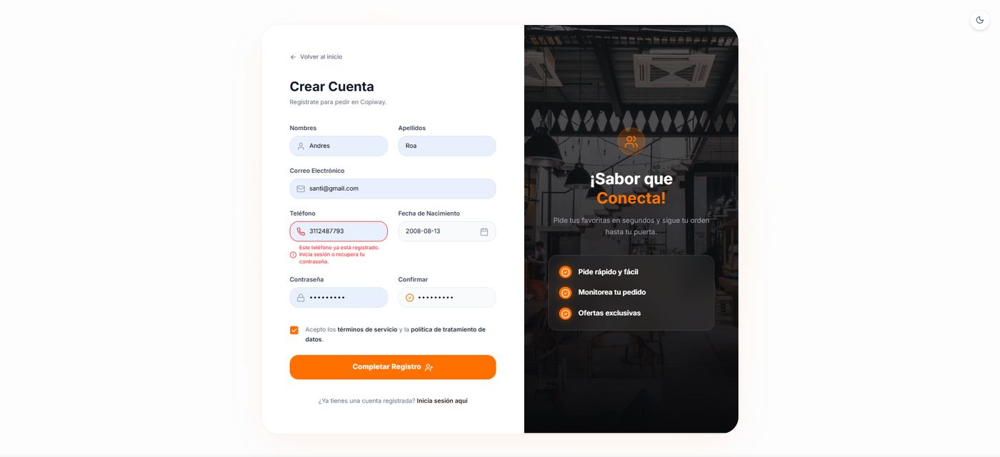 Volver al inicio
Crear Cuenta
Regístrate para pedir en Copiway.
Nombres
Apellidos
Andres
Roa
Correo Electrónico
santi@gmail.com
Teléfono
Fecha de Nacimiento
3112487793
2008-08-13
Este teléfono ya está registrado.
Inicia sesión o recupera tu
contraseña.
Contraseña
Confirmar
•••••••••
•••••••••
Acepto los términos de servicio y la política de tratamiento de
datos.
Completar Registro
¿Ya tienes una cuenta registrada? Inicia sesión aquí
¡Sabor que
Conecta!
Pide tus favoritas en segundos y sigue tu orden
hasta tu puerta.
Pide rápido y fácil
Monitorea tu pedido
Ofertas exclusivas